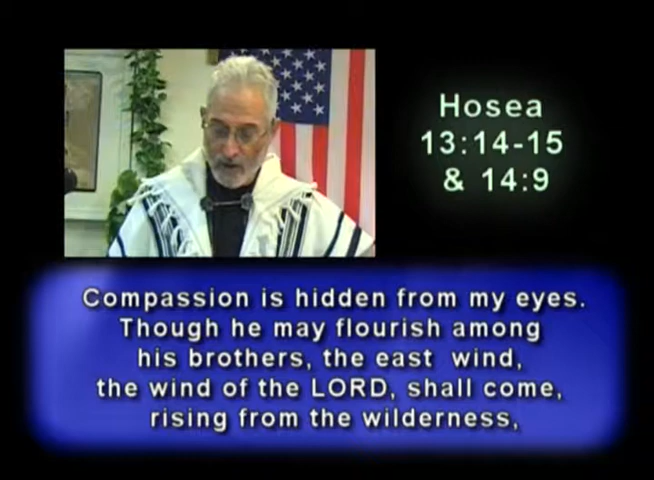 Hosea
13:14-15
& 14:9
Compassion is hidden from my eyes.
Though he may flourish among
his brothers, the east wind,
the wind of the LORD, shall come,
rising from the wilderness,